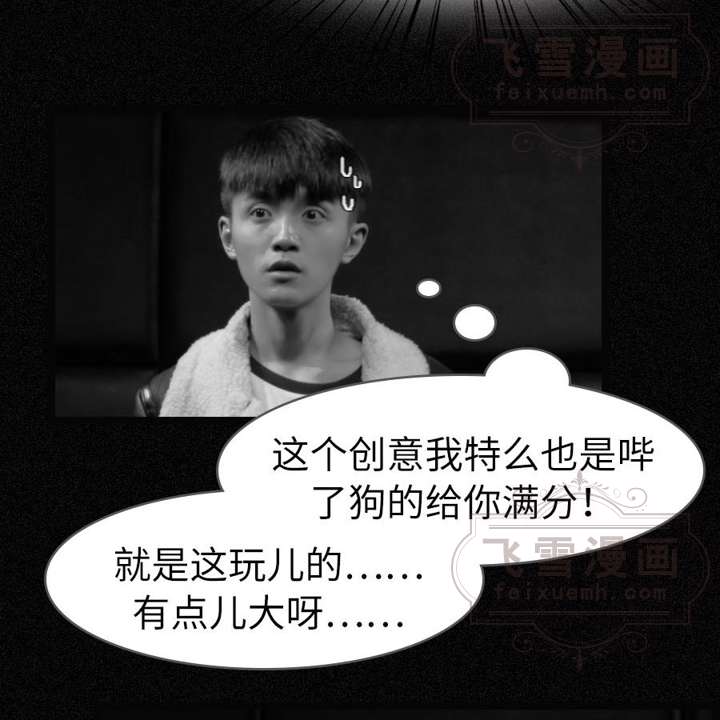 飞雪漫画
feixuemh.com
这个创意我特么也是哔
了狗的给你满分！
飞雪漫画
feixuemh.com
就是这玩儿的……
有点儿大呀……